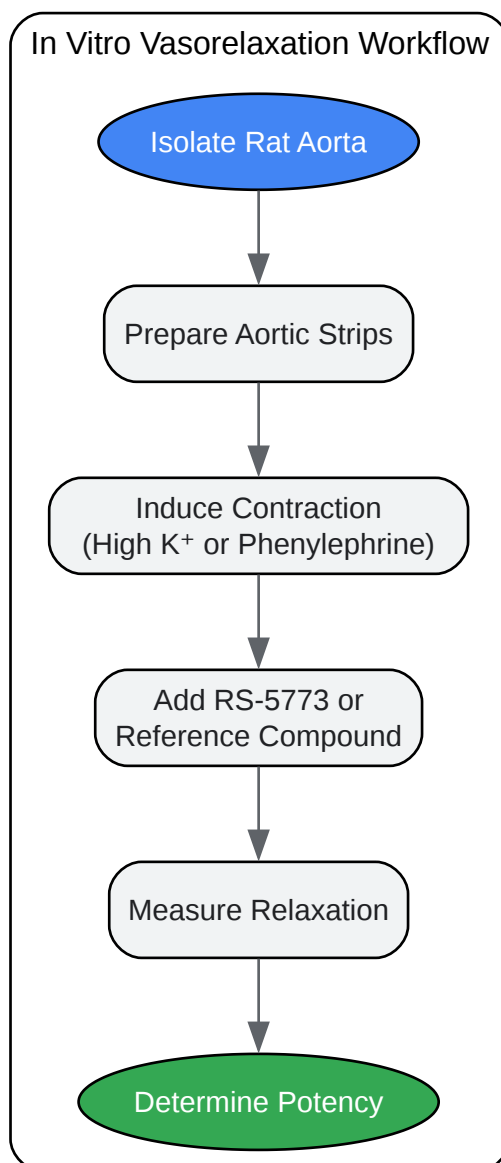 In Vitro Vasorelaxation Workflow
Isolate Rat Aorta
Prepare Aortic Strips
Induce Contraction
(High K⁺ or Phenylephrine)
Add RS-5773 or
Reference Compound
Measure Relaxation
Determine Potency